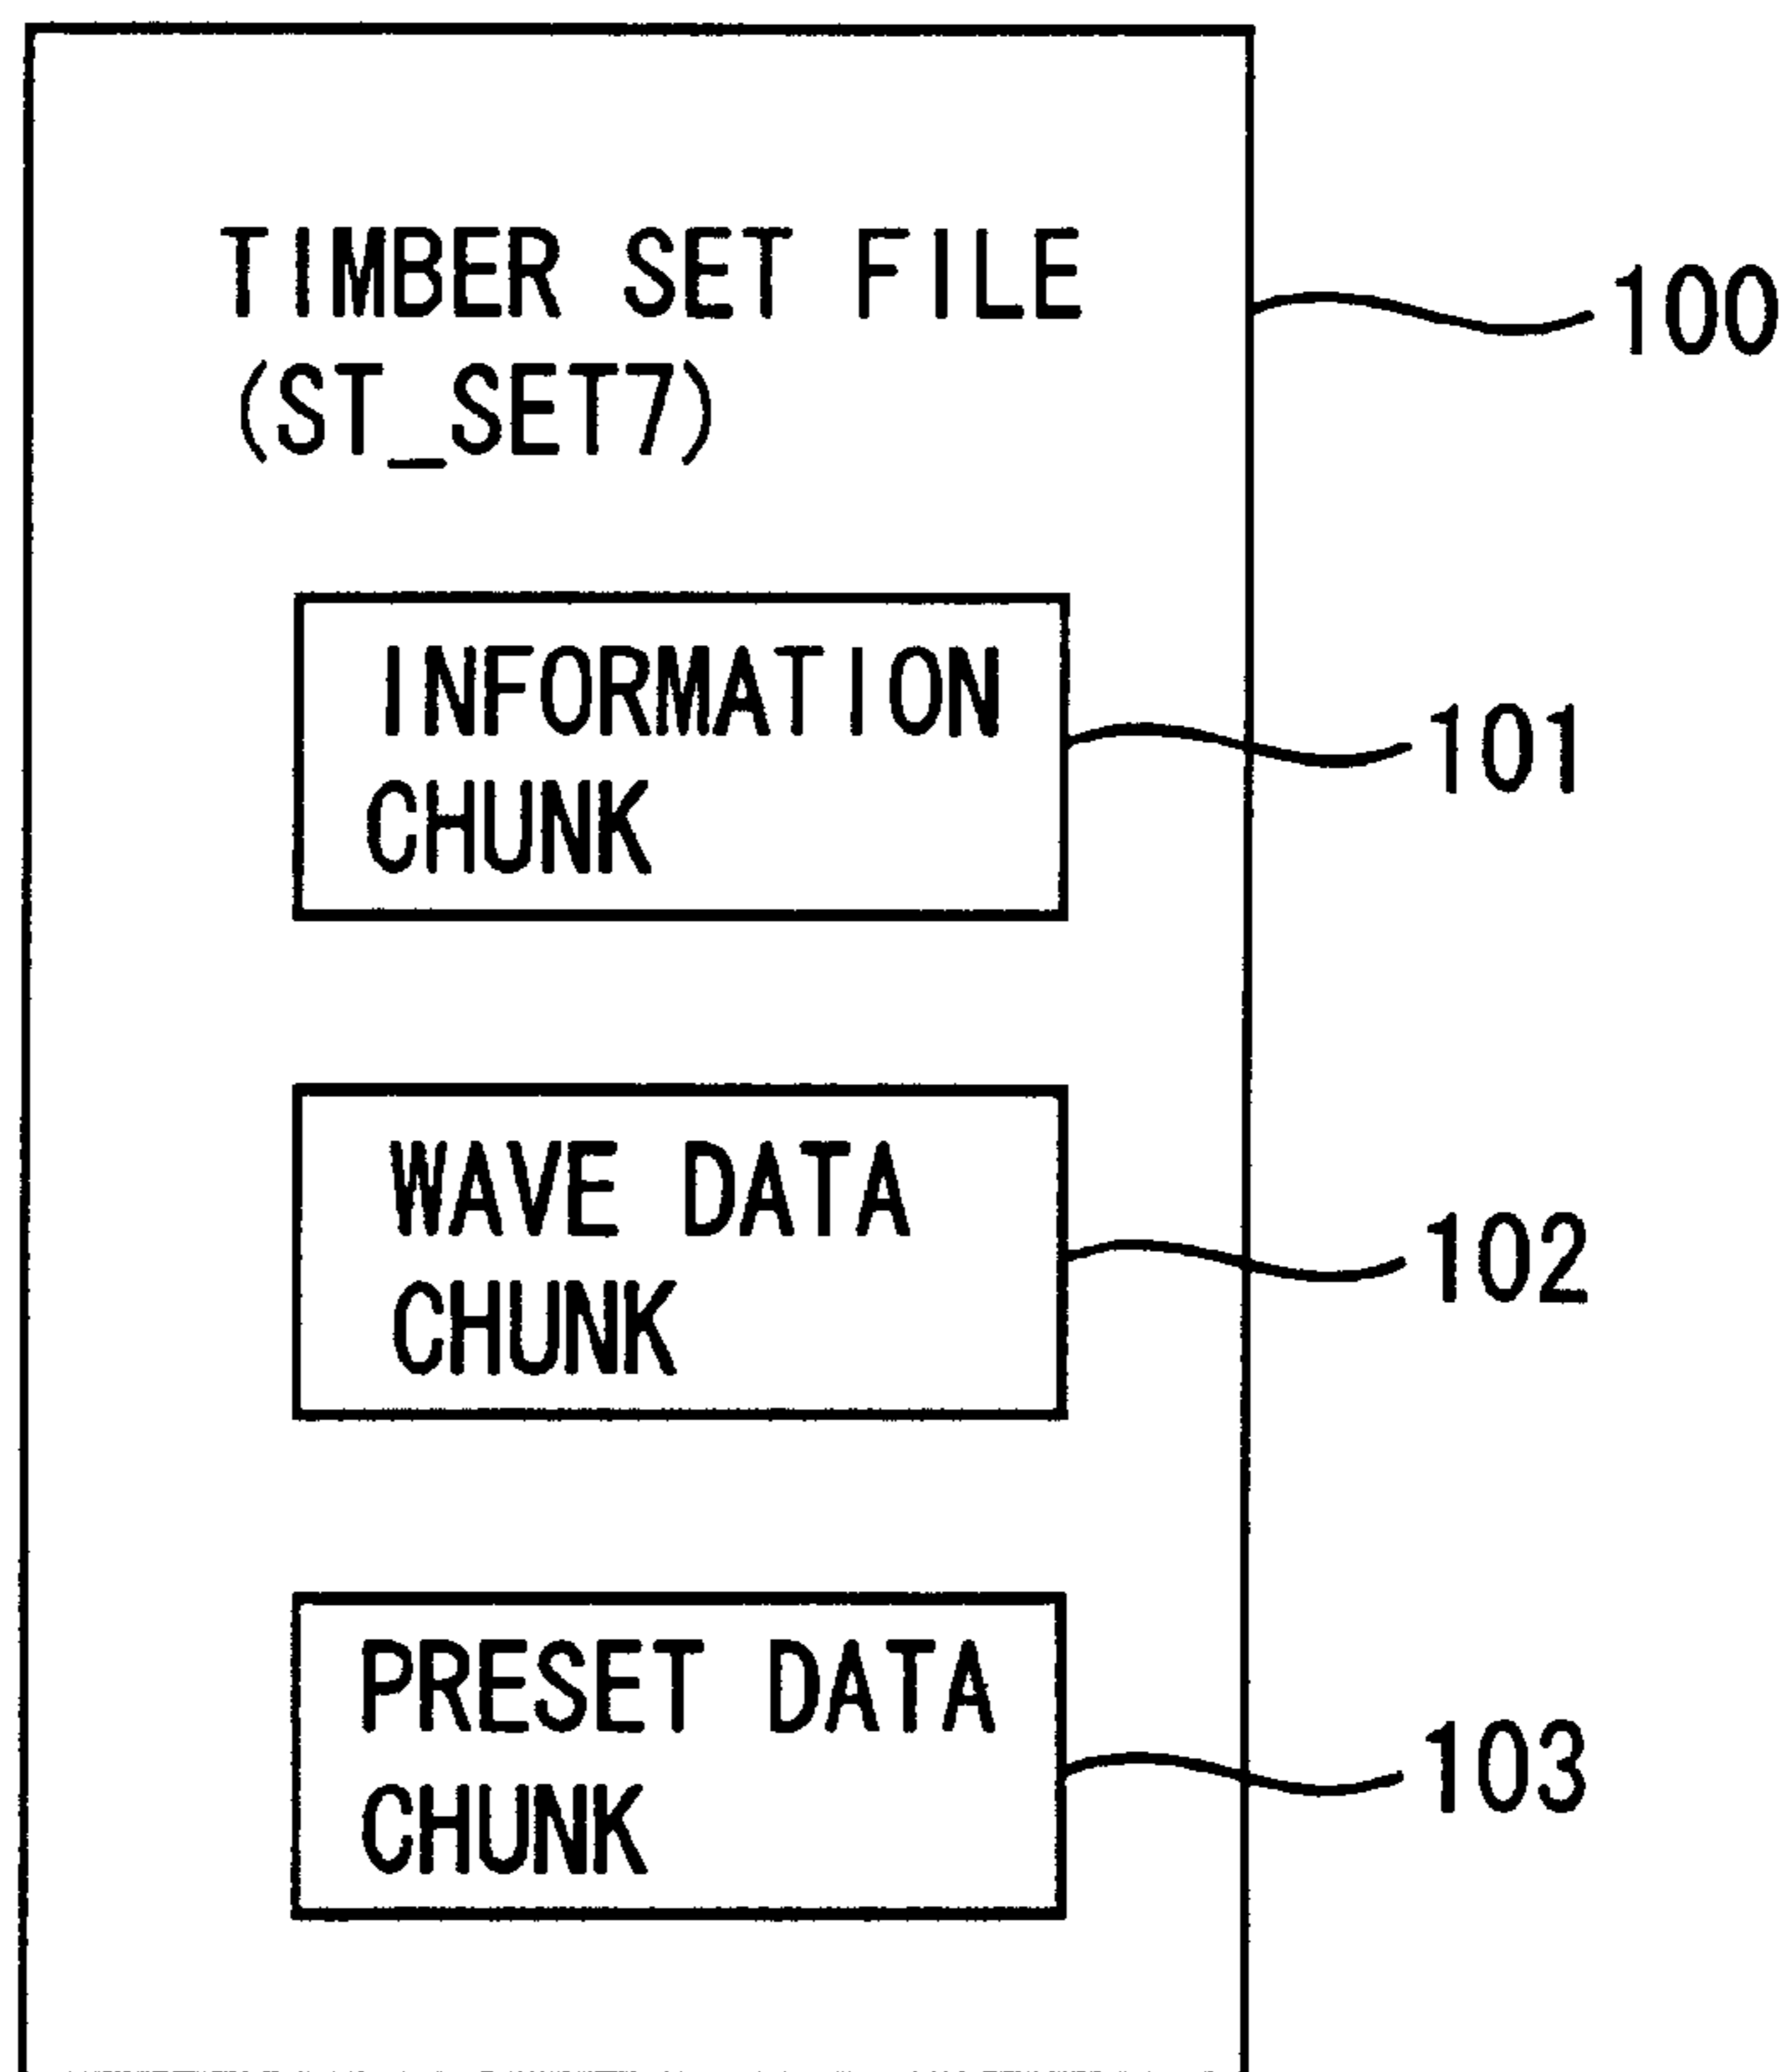 TIMBER SET FILE
(ST_SET7)
100
INFORMATION
CHUNK
101
WAVE DATA
CHUNK
102
PRESET DATA
CHUNK
103